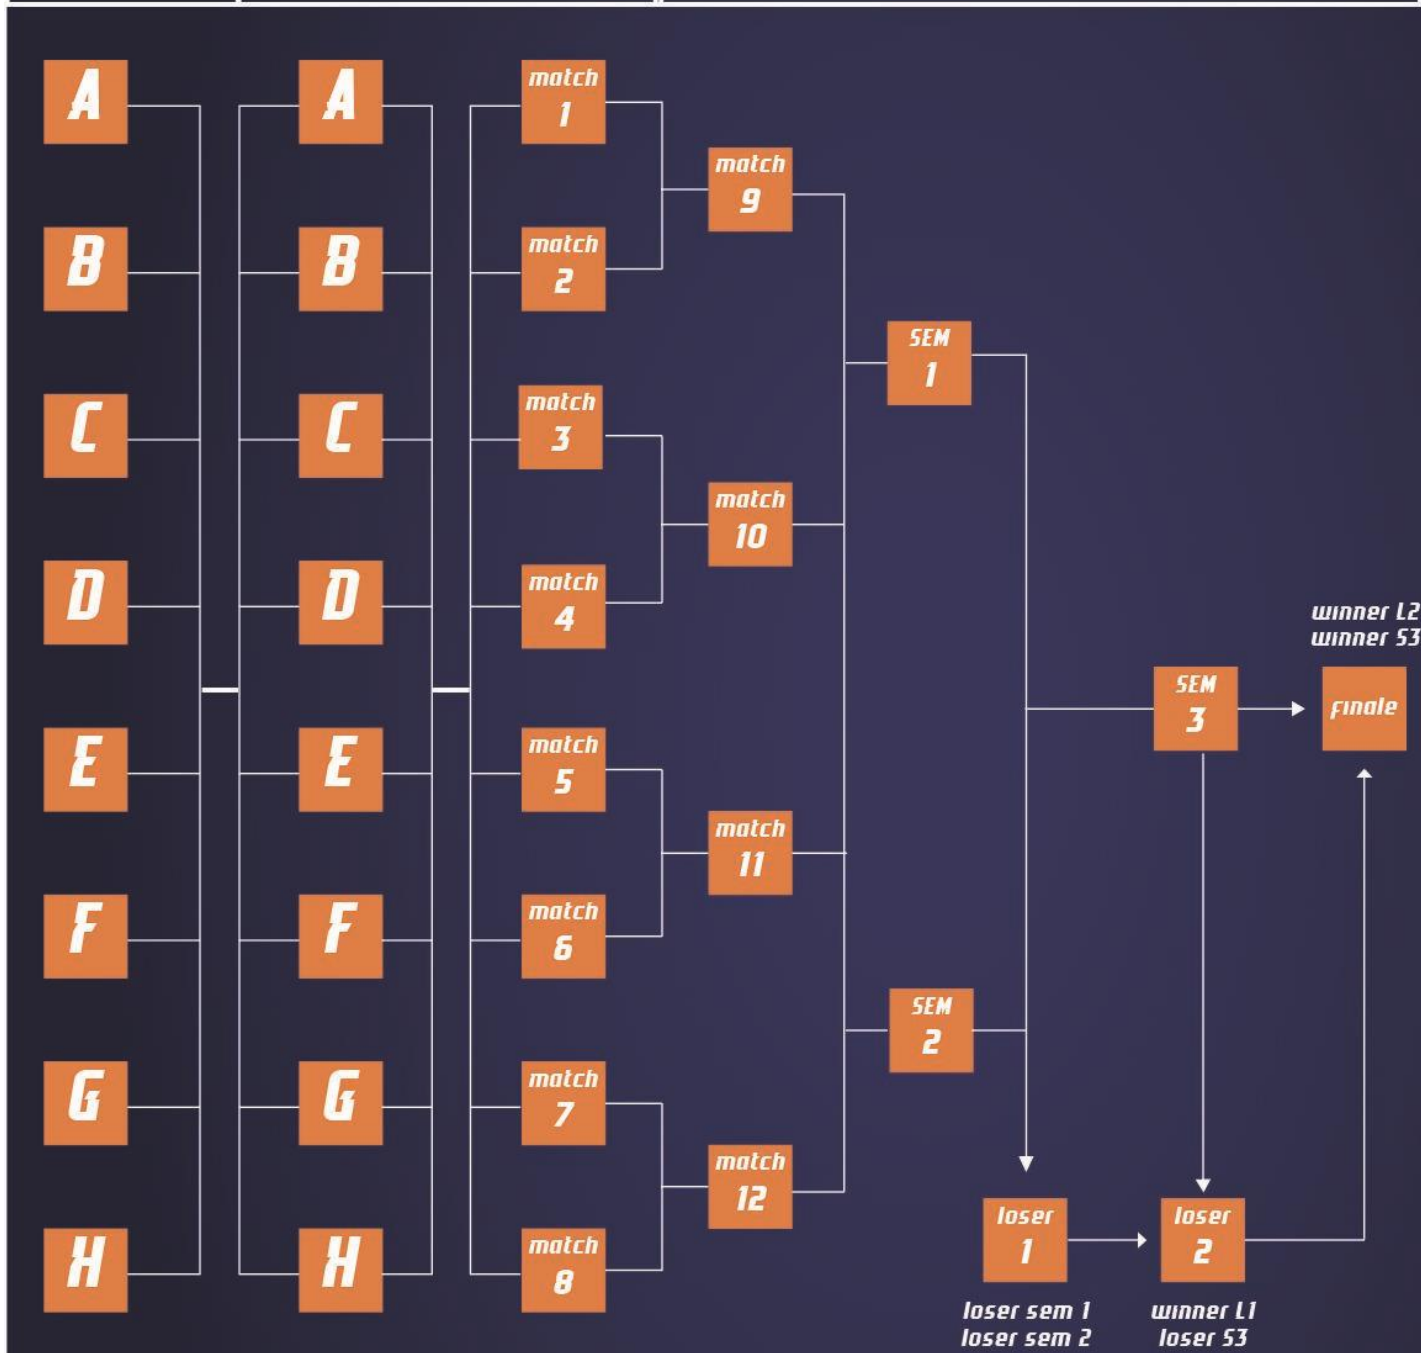 A
B
C
D
E
F
G
H
A
B
C
D
E
F
G
H
match
1
match
2
match
3
match
4
match
5
match
6
match
7
match
8
match
9
match
10
match
11
match
12
SEM
1
SEM
2
SEM
3
loser
1
loser sem 1
loser sem 2
loser
2
winner L1
loser S3
winner L2
winner S3
finale